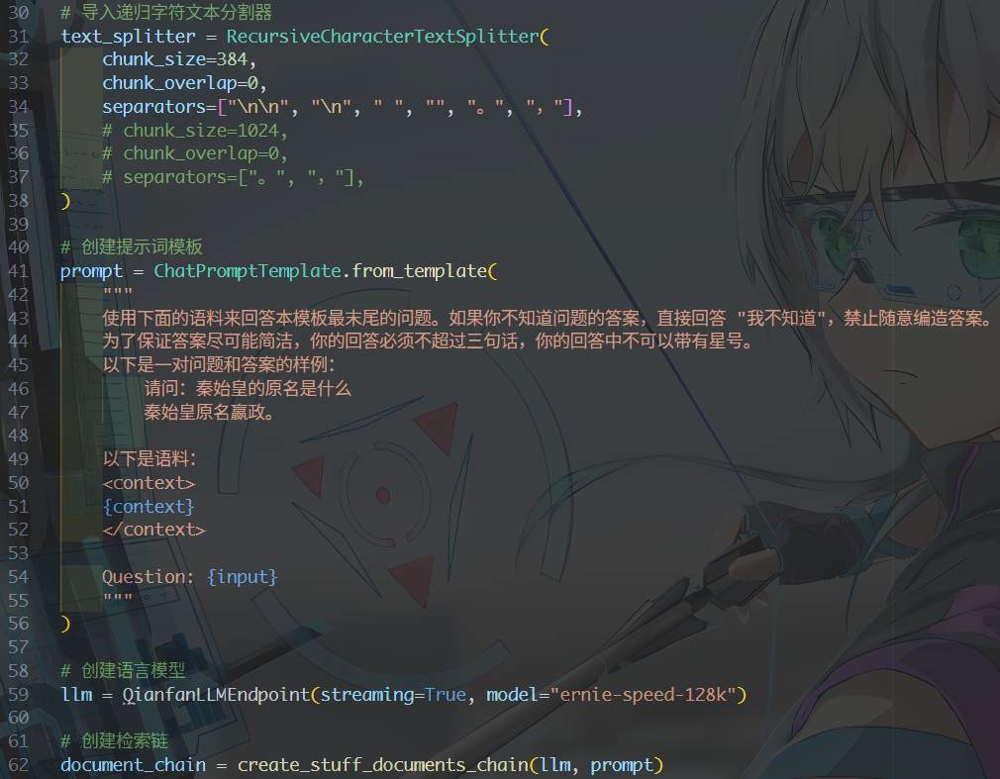 30 # 导入递归字符文本分割器
31 text_splitter = RecursiveCharacterTextSplitter(
32 chunk_size=384,
33 chunk_overlap=0,
34 separators=["\n\n", "\n", " ", "", "。", "，"],
35 # chunk_size=1024,
36 # chunk_overlap=0,
37 # separators=["。", "，"],
38 )
39
40 # 创建提示词模板
41 prompt = ChatPromptTemplate.from_template(
42 """
43 使用下面的语料来回答本模板最末尾的问题。如果你不知道问题的答案，直接回答 "我不知道"，禁止随意编造答案。
44 为了保证答案尽可能简洁，你的回答必须不超过三句话，你的回答中不可以带有星号。
45 以下是一对问题和答案的样例：
46 请问：秦始皇的原名是什么
47 秦始皇原名嬴政。
48
49 以下是语料：
50 <context>
51 {context}
52 </context>
53
54 Question: {input}
55 """
56 )
57
58 # 创建语言模型
59 llm = QianfanLLMEndpoint(streaming=True, model="ernie-speed-128k")
60
61 # 创建检索链
62 document_chain = create_stuff_documents_chain(llm, prompt)